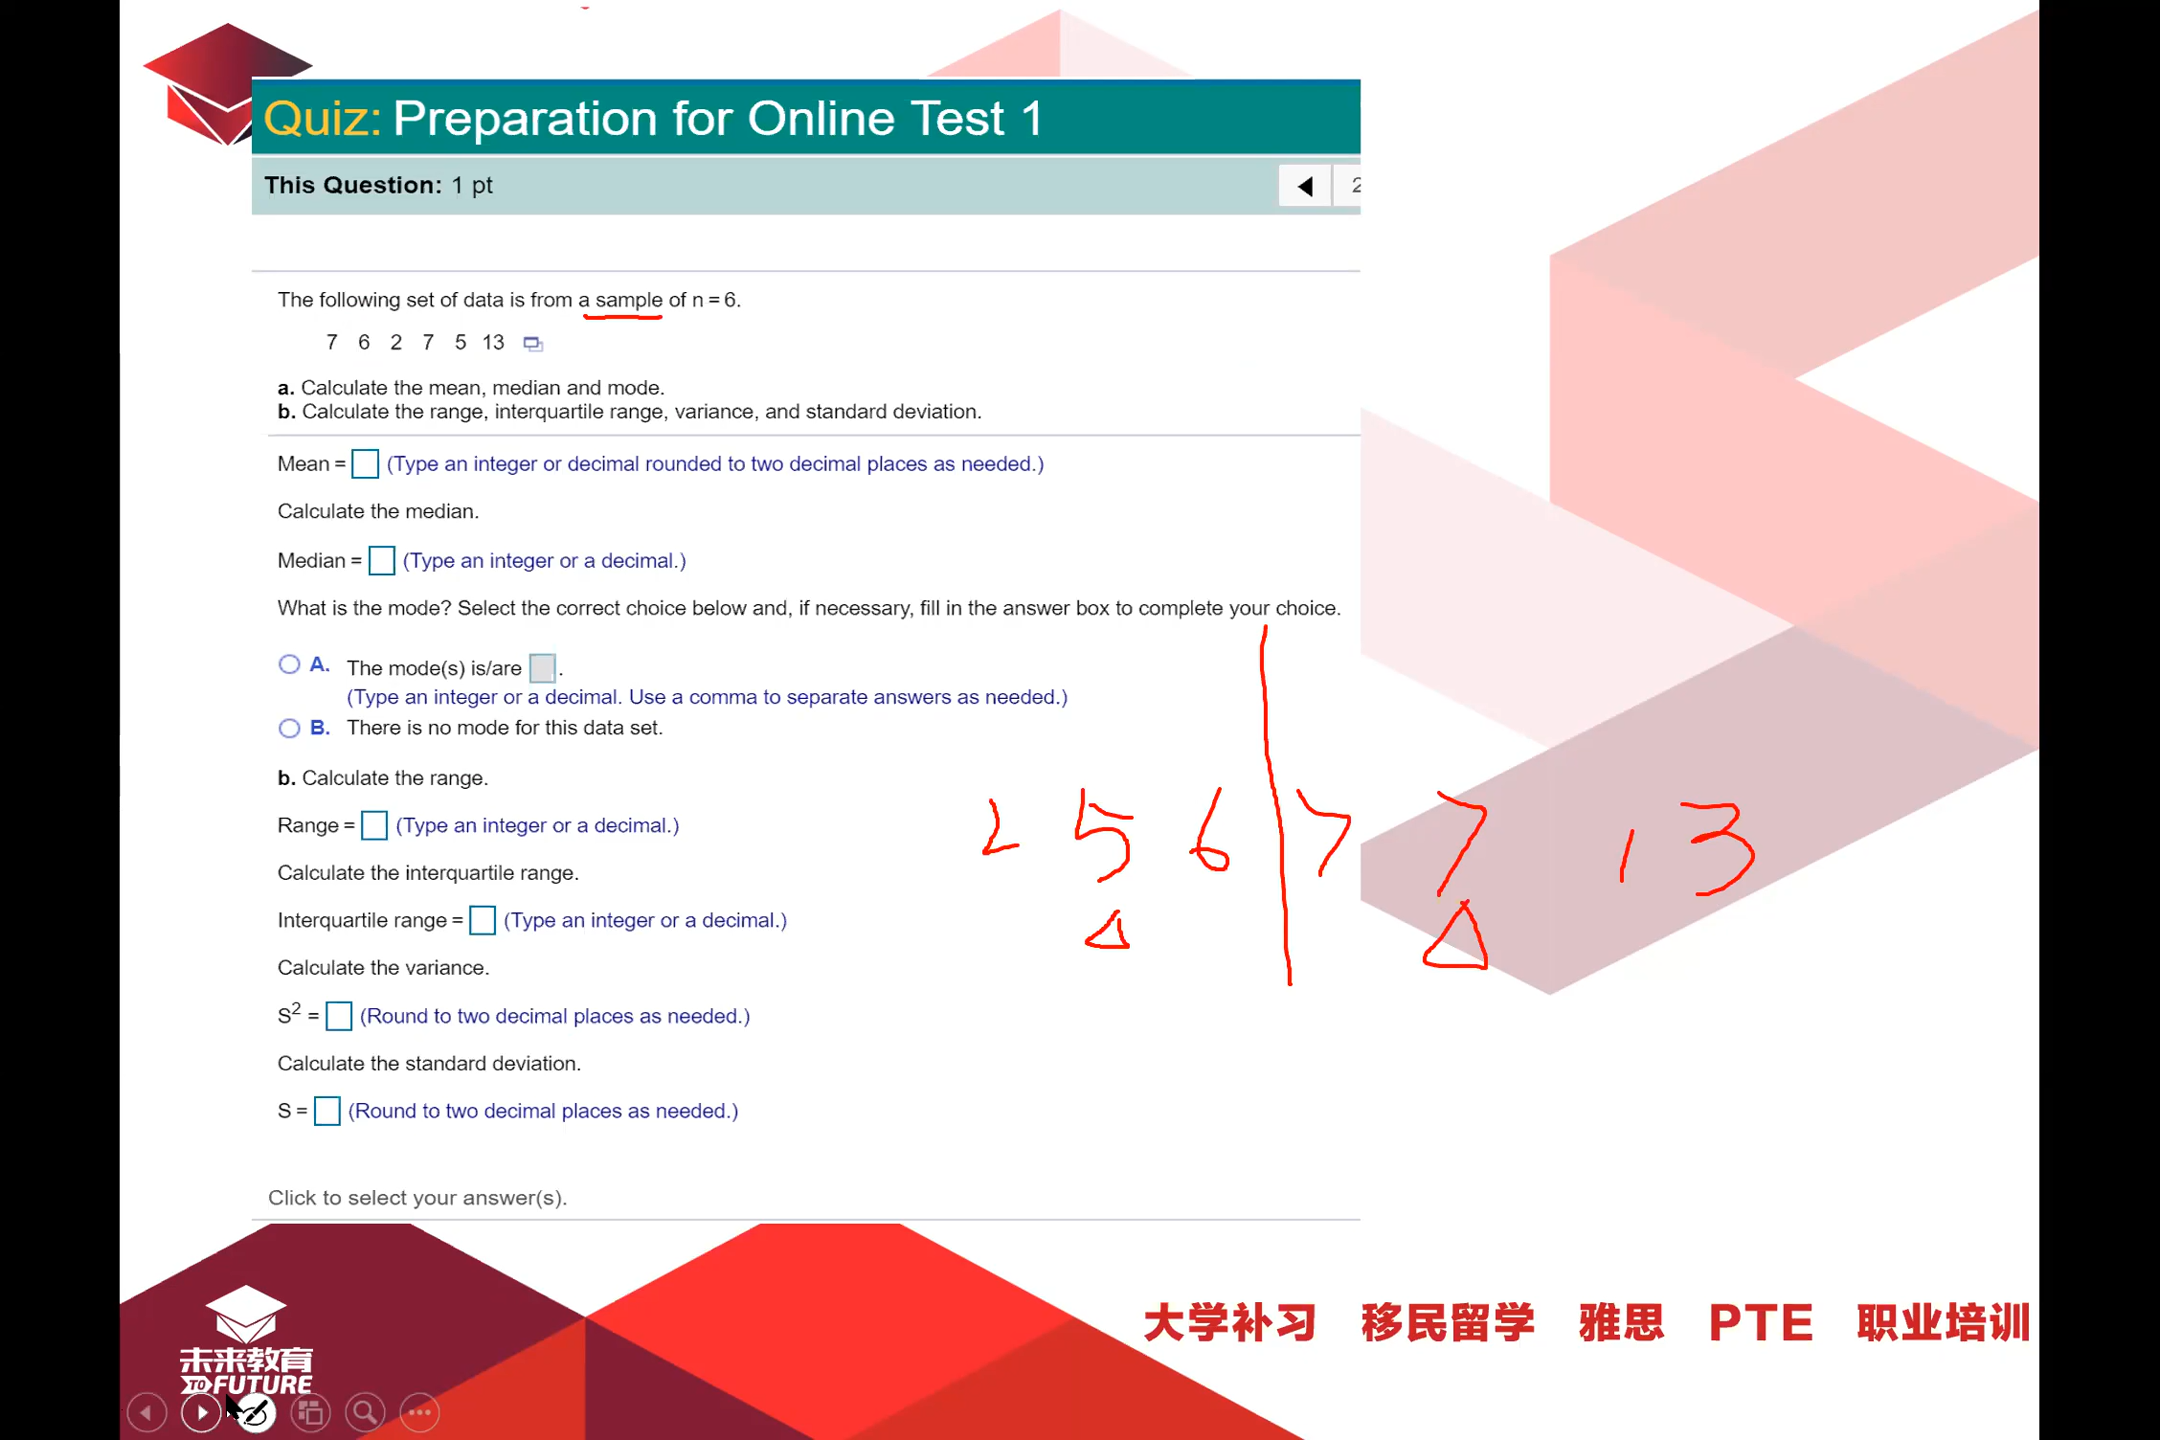 Quiz: Preparation for Online Test 1
This Question: 1 pt
2
The following set of data is from a sample of n = 6.
7 6 2 7 5 13
a. Calculate the mean, median and mode.
b. Calculate the range, interquartile range, variance, and standard deviation.
Mean = (Type an integer or decimal rounded to two decimal places as needed.)
Calculate the median.
Median = (Type an integer or a decimal.)
What is the mode? Select the correct choice below and, if necessary, fill in the answer box to complete your choice.
A. The mode(s) is/are .
(Type an integer or a decimal. Use a comma to separate answers as needed.)
B. There is no mode for this data set.
b. Calculate the range.
Range = (Type an integer or a decimal.)
2 5 6 7 7 13
Calculate the interquartile range.
Interquartile range = (Type an integer or a decimal.)
Calculate the variance.
S² = (Round to two decimal places as needed.)
Calculate the standard deviation.
S = (Round to two decimal places as needed.)
Click to select your answer(s).
大学补习 移民留学 雅思 PTE 职业培训
未来教育
TO FUTURE